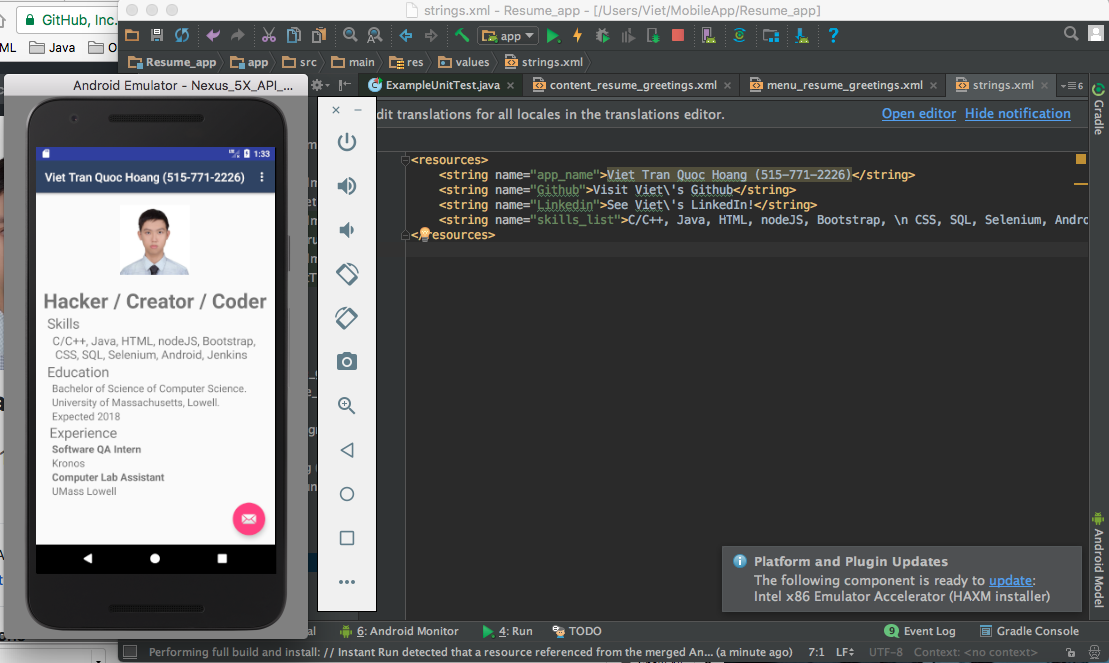 strings.xml - Resume_app - [/Users/Viet/MobileApp/Resume_app]
GitHub, Inc.
Java
app
Resume_app
app
src
main
res
values
strings.xml
Android Emulator - Nexus_5X_API_...
ExampleUnitTest.java
content_resume_greetings.xml
menu_resume_greetings.xml
strings.xml
6
dit translations for all locales in the translations editor.
Open editor Hide notification
Gradle
1:33
Viet Tran Quoc Hoang (515-771-2226)
Hacker / Creator / Coder
Skills
C/C++, Java, HTML, nodeJS, Bootstrap,
CSS, SQL, Selenium, Android, Jenkins
Education
Bachelor of Science of Computer Science.
University of Massachusetts, Lowell.
Expected 2018
Experience
Software QA Intern
Kronos
Computer Lab Assistant
UMass Lowell
<resources>
<string name="app_name">Viet Tran Quoc Hoang (515-771-2226)</string>
<string name="Github">Visit Viet\'s Github</string>
<string name="Linkedin">See Viet\'s LinkedIn!</string>
<string name="skills_list">C/C++, Java, HTML, nodeJS, Bootstrap, \n CSS, SQL, Selenium, Andro
</resources>
Android Model
Platform and Plugin Updates
The following component is ready to update:
Intel x86 Emulator Accelerator (HAXM installer)
6: Android Monitor
4: Run
TODO
9 Event Log
Gradle Console
Performing full build and install: // Instant Run detected that a resource referenced from the merged An... (a minute ago)
7:1 LF÷ UTF-8 Context: <no context>